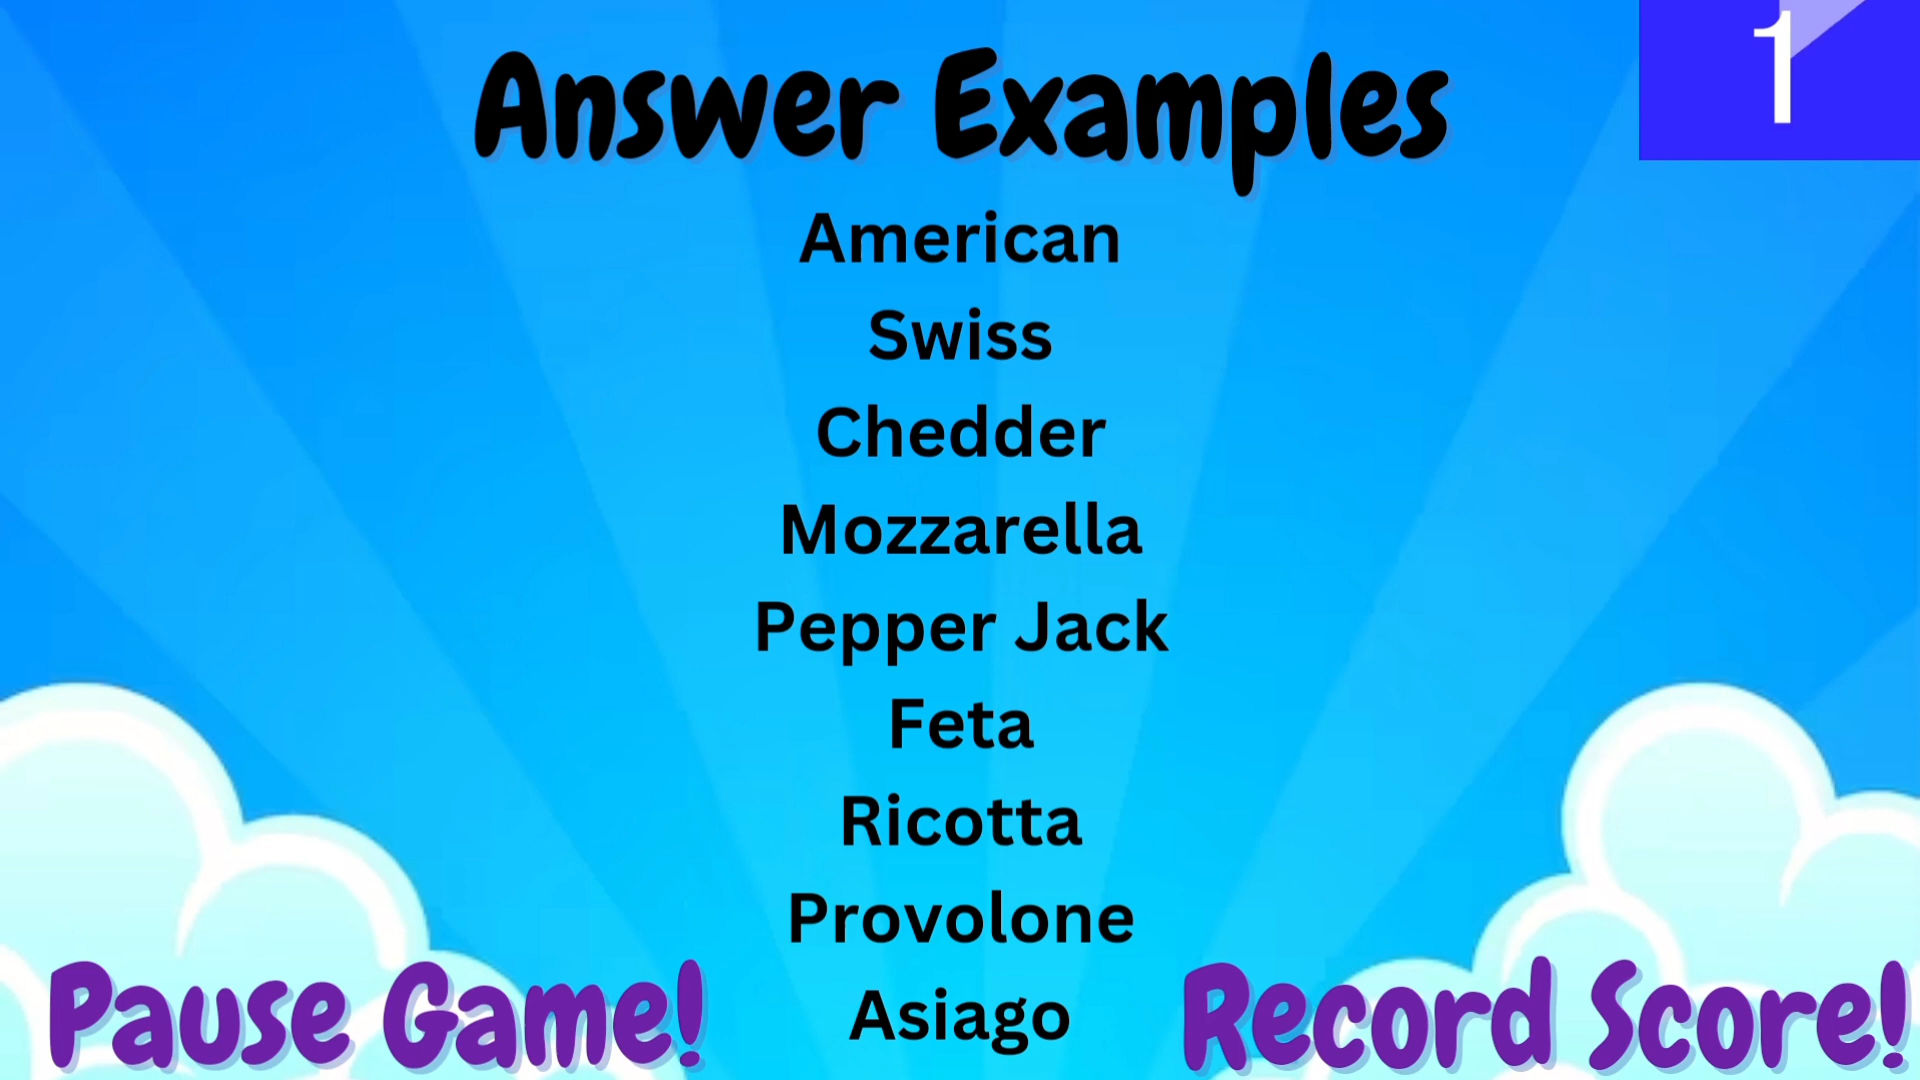 Answer Examples
1
American
Swiss
Chedder
Mozzarella
Pepper Jack
Feta
Ricotta
Provolone
Asiago
Pause Game!
Record Score!